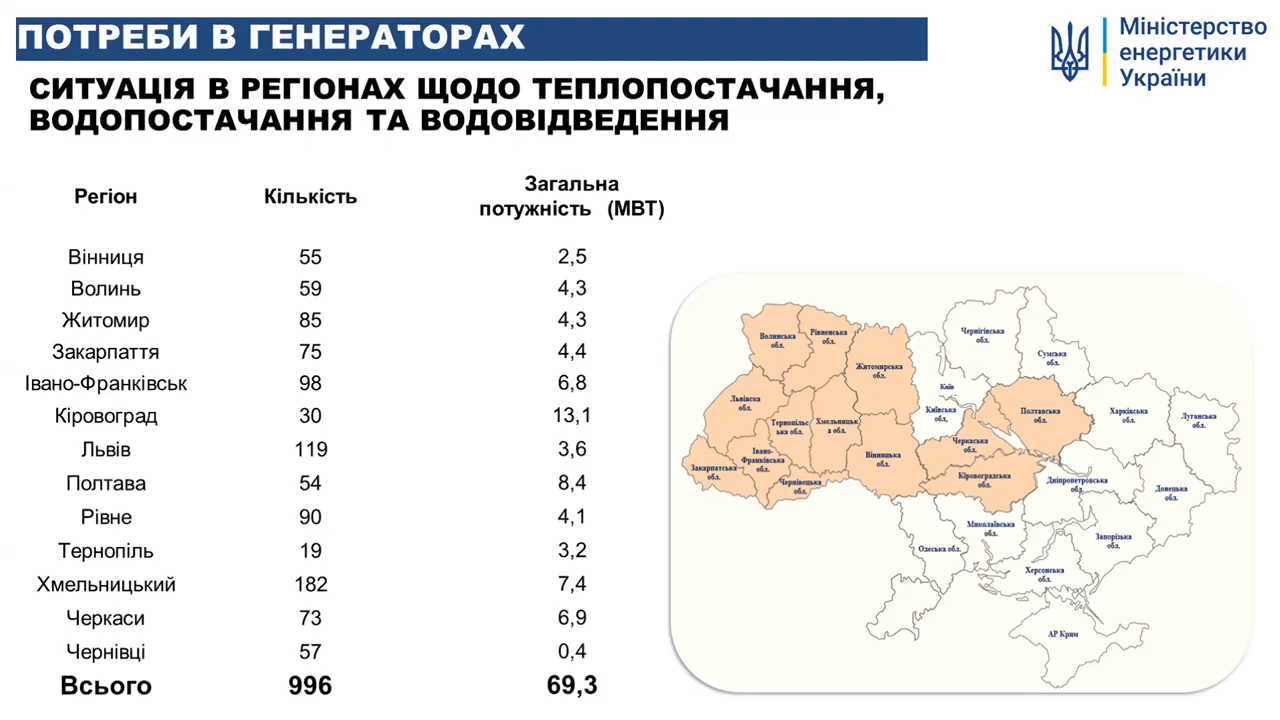 ПОТРЕБИ В ГЕНЕРАТОРАХ
Міністерство
енергетики
України
СИТУАЦІЯ В РЕГІОНАХ ЩОДО ТЕПЛОПОСТАЧАННЯ,
ВОДОПОСТАЧАННЯ ТА ВОДОВІДВЕДЕННЯ
Регіон Кількість Загальна
потужність (МВТ)
Вінниця 55 2,5
Волинь 59 4,3
Житомир 85 4,3
Закарпаття 75 4,4
Івано-Франківськ 98 6,8
Кіровоград 30 13,1
Львів 119 3,6
Полтава 54 8,4
Рівне 90 4,1
Тернопіль 19 3,2
Хмельницький 182 7,4
Черкаси 73 6,9
Чернівці 57 0,4
Всього 996 69,3
Волинська
обл.
Рівненська
обл.
Житомирська
обл.
Чернігівська
обл.
Сумська
обл.
Київ
Київська
обл,
Львівска
обл.
Тернопільс
ька обл.
Хмельницьк
а обл.
Полтавська
обл.
Харківська
обл.
Луганська
обл.
Черкаська
обл.
Вінницька
обл.
Івано-
Франківська
обл.
Закарпатська
обл.
Чернівецька
обл.
Кіровоградська
обл.
Дніпропетровська
обл.
Донецька
обл.
Миколаївська
обл.
Одеська обл.
Запорізька
обл.
Херсонська
обл.
АР Крим